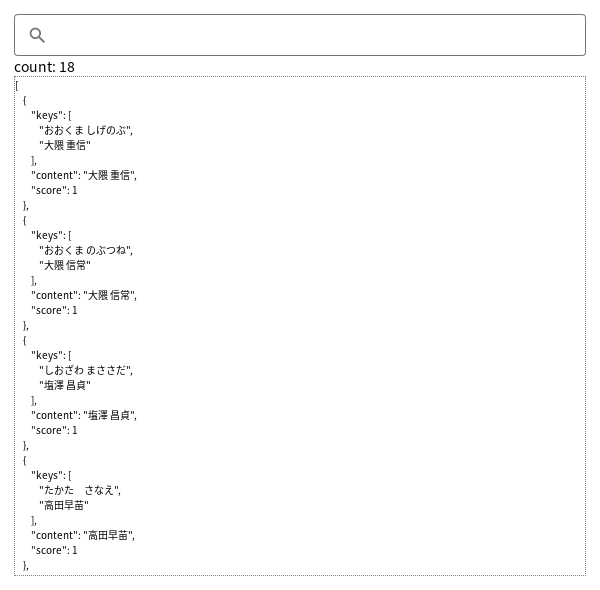 count: 18
[
{
"keys": [
"おおくま しげのぶ",
"大隈 重信"
],
"content": "大隈 重信",
"score": 1
},
{
"keys": [
"おおくま のぶつね",
"大隈 信常"
],
"content": "大隈 信常",
"score": 1
},
{
"keys": [
"しおざわ まささだ",
"塩澤 昌貞"
],
"content": "塩澤 昌貞",
"score": 1
},
{
"keys": [
"たかた　さなえ",
"高田早苗"
],
"content": "高田早苗",
"score": 1
},